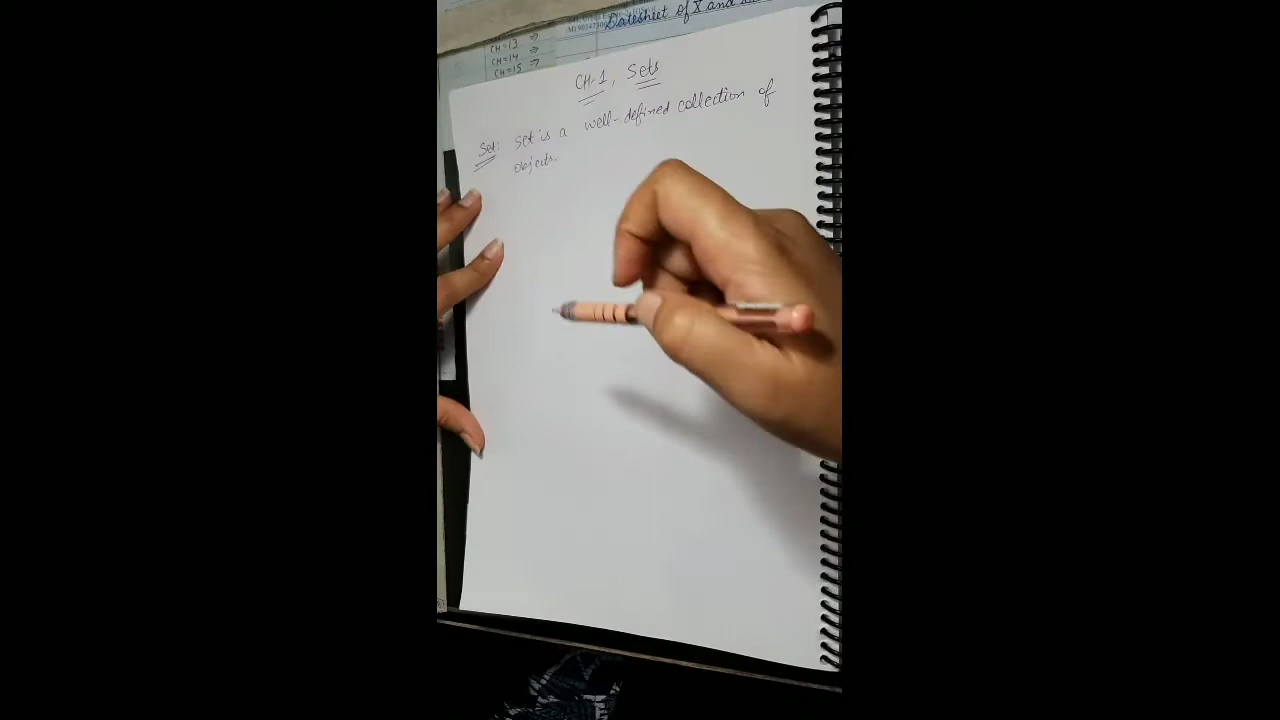 Datesheet of X and
CH=13 ⇒
CH=14 ⇒
CH=15 ⇒
CH-1, Sets
Set: Set is a well-defined collection of
objects.